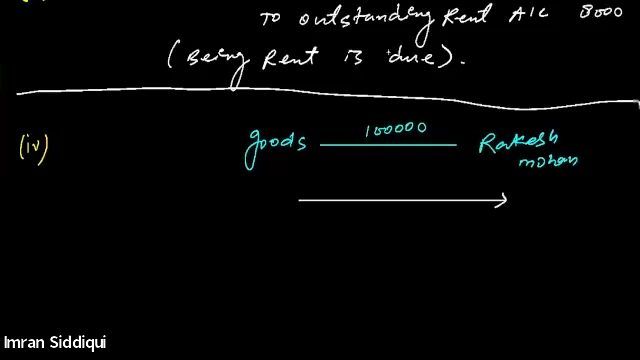 To outstanding Rent A/C 8000
(Being Rent is due).
(iv) goods 100000 Rakesh
mohan
Imran Siddiqui